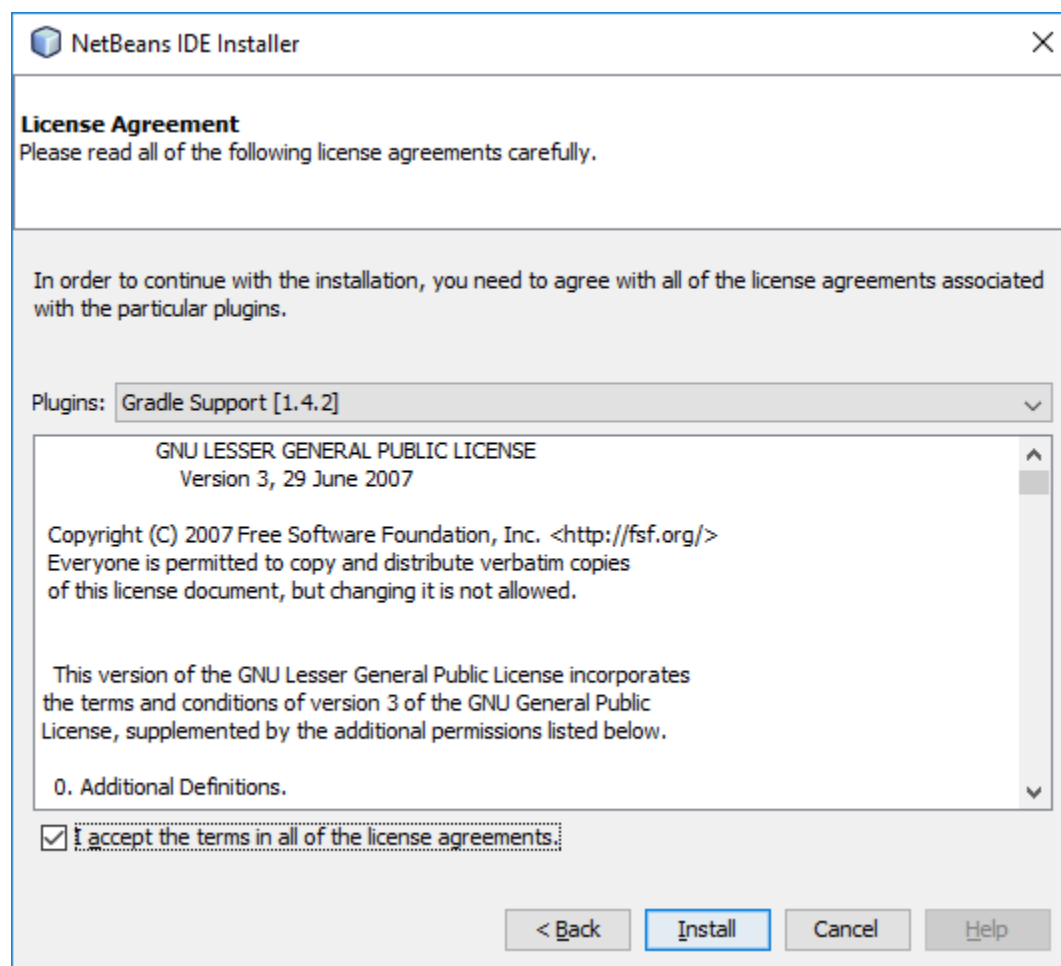 NetBeans IDE Installer
License Agreement
Please read all of the following license agreements carefully.
In order to continue with the installation, you need to agree with all of the license agreements associated
with the particular plugins.
Plugins: Gradle Support [1.4.2]
GNU LESSER GENERAL PUBLIC LICENSE
Version 3, 29 June 2007
Copyright (C) 2007 Free Software Foundation, Inc. <http://fsf.org/>
Everyone is permitted to copy and distribute verbatim copies
of this license document, but changing it is not allowed.
This version of the GNU Lesser General Public License incorporates
the terms and conditions of version 3 of the GNU General Public
License, supplemented by the additional permissions listed below.
0. Additional Definitions.
I accept the terms in all of the license agreements.
< Back Install Cancel Help